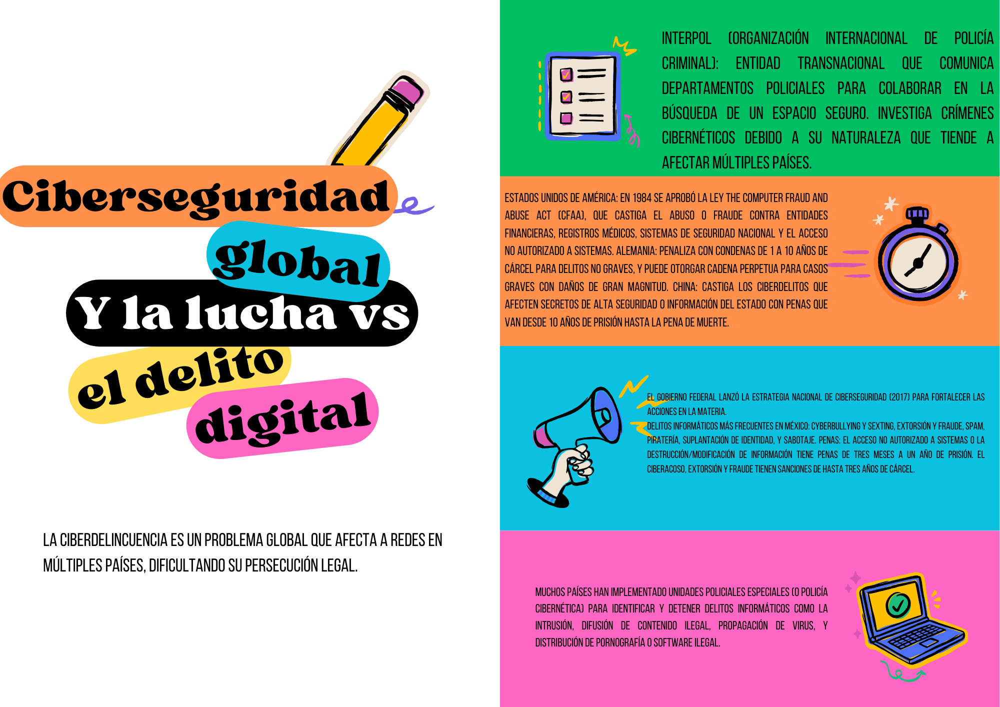 Ciberseguridad
global
Y la lucha vs
el delito
digital
LA CIBERDELINCUENCIA ES UN PROBLEMA GLOBAL QUE AFECTA A REDES EN
MÚLTIPLES PAÍSES, DIFICULTANDO SU PERSECUCIÓN LEGAL.
INTERPOL (ORGANIZACIÓN INTERNACIONAL DE POLICÍA
CRIMINAL): ENTIDAD TRANSNACIONAL QUE COMUNICA
DEPARTAMENTOS POLICIALES PARA COLABORAR EN LA
BÚSQUEDA DE UN ESPACIO SEGURO. INVESTIGA CRÍMENES
CIBERNÉTICOS DEBIDO A SU NATURALEZA QUE TIENDE A
AFECTAR MÚLTIPLES PAÍSES.
ESTADOS UNIDOS DE AMÉRICA: EN 1984 SE APROBÓ LA LEY THE COMPUTER FRAUD AND
ABUSE ACT (CFAA), QUE CASTIGA EL ABUSO O FRAUDE CONTRA ENTIDADES
FINANCIERAS, REGISTROS MÉDICOS, SISTEMAS DE SEGURIDAD NACIONAL Y EL ACCESO
NO AUTORIZADO A SISTEMAS. ALEMANIA: PENALIZA CON CONDENAS DE 1 A 10 AÑOS DE
CÁRCEL PARA DELITOS NO GRAVES, Y PUEDE OTORGAR CADENA PERPETUA PARA CASOS
GRAVES CON DAÑOS DE GRAN MAGNITUD. CHINA: CASTIGA LOS CIBERDELITOS QUE
AFECTEN SECRETOS DE ALTA SEGURIDAD O INFORMACIÓN DEL ESTADO CON PENAS QUE
VAN DESDE 10 AÑOS DE PRISIÓN HASTA LA PENA DE MUERTE.
EL GOBIERNO FEDERAL LANZÓ LA ESTRATEGIA NACIONAL DE CIBERSEGURIDAD (2017) PARA FORTALECER LAS
ACCIONES EN LA MATERIA.
DELITOS INFORMÁTICOS MÁS FRECUENTES EN MÉXICO: CYBERBULLYING Y SEXTING, EXTORSIÓN Y FRAUDE, SPAM,
PIRATERÍA, SUPLANTACIÓN DE IDENTIDAD, Y SABOTAJE. PENAS: EL ACCESO NO AUTORIZADO A SISTEMAS O LA
DESTRUCCIÓN/MODIFICACIÓN DE INFORMACIÓN TIENE PENAS DE TRES MESES A UN AÑO DE PRISIÓN. EL
CIBERACOSO, EXTORSIÓN Y FRAUDE TIENEN SANCIONES DE HASTA TRES AÑOS DE CÁRCEL.
MUCHOS PAÍSES HAN IMPLEMENTADO UNIDADES POLICIALES ESPECIALES (O POLICÍA
CIBERNÉTICA) PARA IDENTIFICAR Y DETENER DELITOS INFORMÁTICOS COMO LA
INTRUSIÓN, DIFUSIÓN DE CONTENIDO ILEGAL, PROPAGACIÓN DE VIRUS, Y
DISTRIBUCIÓN DE PORNOGRAFÍA O SOFTWARE ILEGAL.